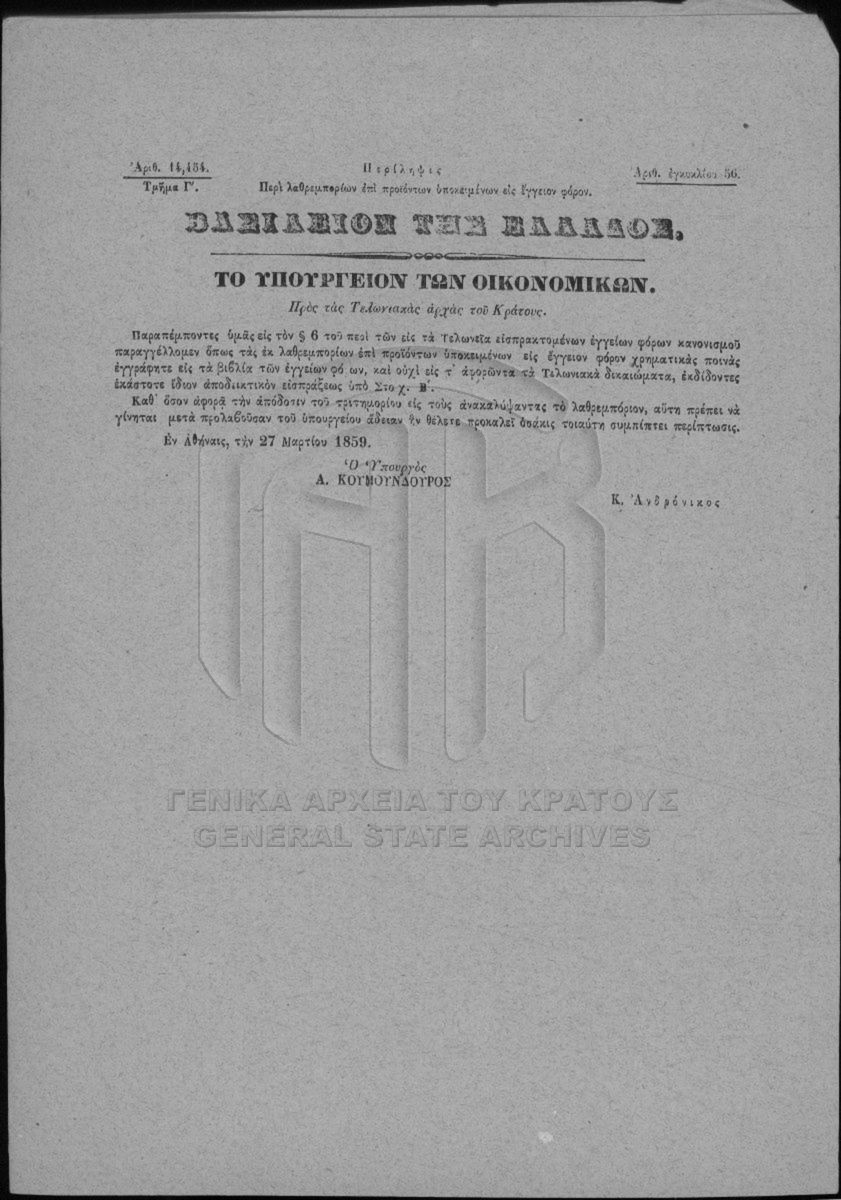 Ἀριθ. 14,454.
Τμῆμα Γ'.
Περίληψις
Περὶ λαθρεμπορίων ἐπὶ προϊόντων ὑποκειμένων εἰς ἔγγειον φόρον.
Ἀριθ. ἐγκυκλίου 56.
ΒΑΣΙΛΕΙΟΝ ΤΗΣ ΕΛΛΑΔΟΣ,
ΤΟ ΥΠΟΥΡΓΕΙΟΝ ΤΩΝ ΟΙΚΟΝΟΜΙΚΩΝ.
Πρὸς τὰς Τελωνιακὰς ἀρχὰς τοῦ Κράτους.
Παραπέμποντες ὑμᾶς εἰς τὸν § 6 τοῦ περὶ τῶν εἰς τὰ Τελωνεῖα εἰσπρακτομένων ἐγγείων φόρων κανονισμοῦ
παραγγέλλομεν ὅπως τὰς ἐκ λαθρεμπορίων ἐπὶ προϊόντων ὑποκειμένων εἰς ἔγγειον φόρον χρηματικὰς ποινὰς
ἐγγράφητε εἰς τὰ βιβλία τῶν ἐγγείων φό ων, καὶ οὐχὶ εἰς τ' ἀφορῶντα τὰ Τελωνιακὰ δικαιώματα, ἐκδίδοντες
ἑκάστοτε ἴδιον ἀποδεικτικὸν εἰσπράξεως ὑπὸ Στοιχ. Β'.
Καθ' ὅσον ἀφορᾷ τὴν ἀπόδοσιν τοῦ τριτημορίου εἰς τοὺς ἀνακαλύψαντας τὸ λαθρεμπόριον, αὕτη πρέπει νὰ
γίνηται μετὰ προλαβοῦσαν τοῦ ὑπουργείου ἄδειαν ἣν θέλετε προκαλεῖ ὁσάκις τοιαύτη συμπίπτει περίπτωσις.
Ἐν Ἀθήναις, τὴν 27 Μαρτίου 1859.
Ὁ Ὑπουργὸς
Α. ΚΟΥΜΟΥΝΔΟΥΡΟΣ
Κ. Ἀνδρόνικος
ΓΕΝΙΚΑ ΑΡΧΕΙΑ ΤΟΥ ΚΡΑΤΟΥΣ
GENERAL STATE ARCHIVES